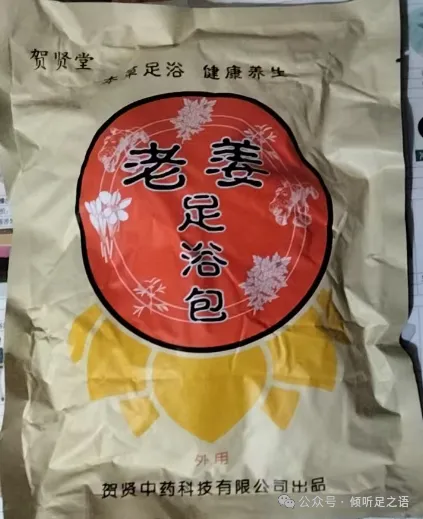 贺贤堂
本草足浴 健康养生
老姜
足浴包
外用
贺贤中药科技有限公司出品
公众号·倾听足之语